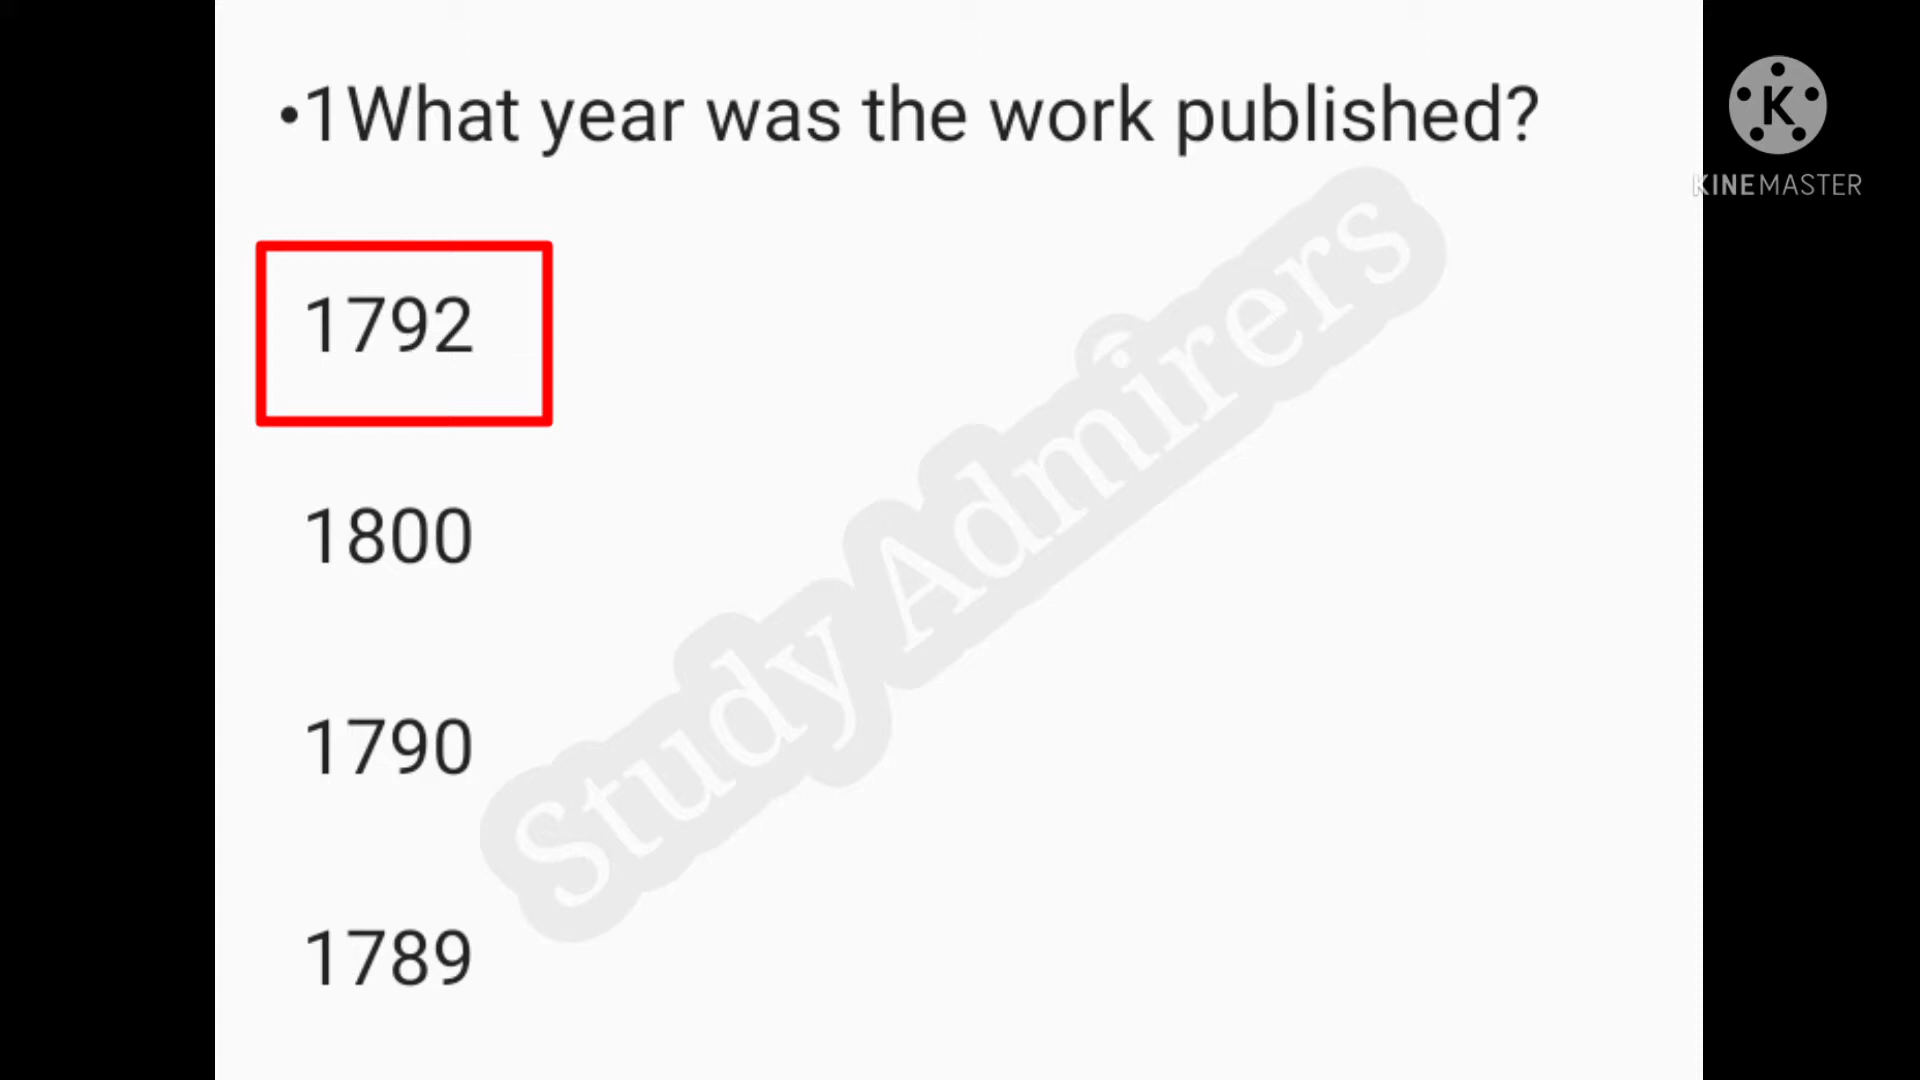 •1What year was the work published?
K
KINEMASTER
1792
1800
1790
1789
Study Admirers